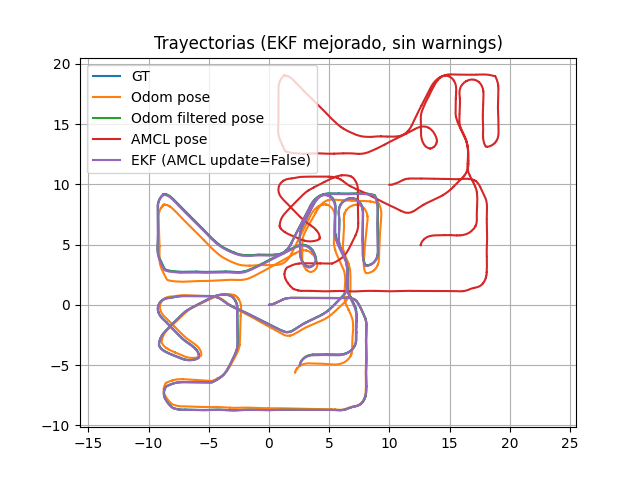 Trayectorias (EKF mejorado, sin warnings)
GT
Odom pose
Odom filtered pose
AMCL pose
EKF (AMCL update=False)
20
15
10
5
0
−5
−10
−15 −10 −5 0 5 10 15 20 25